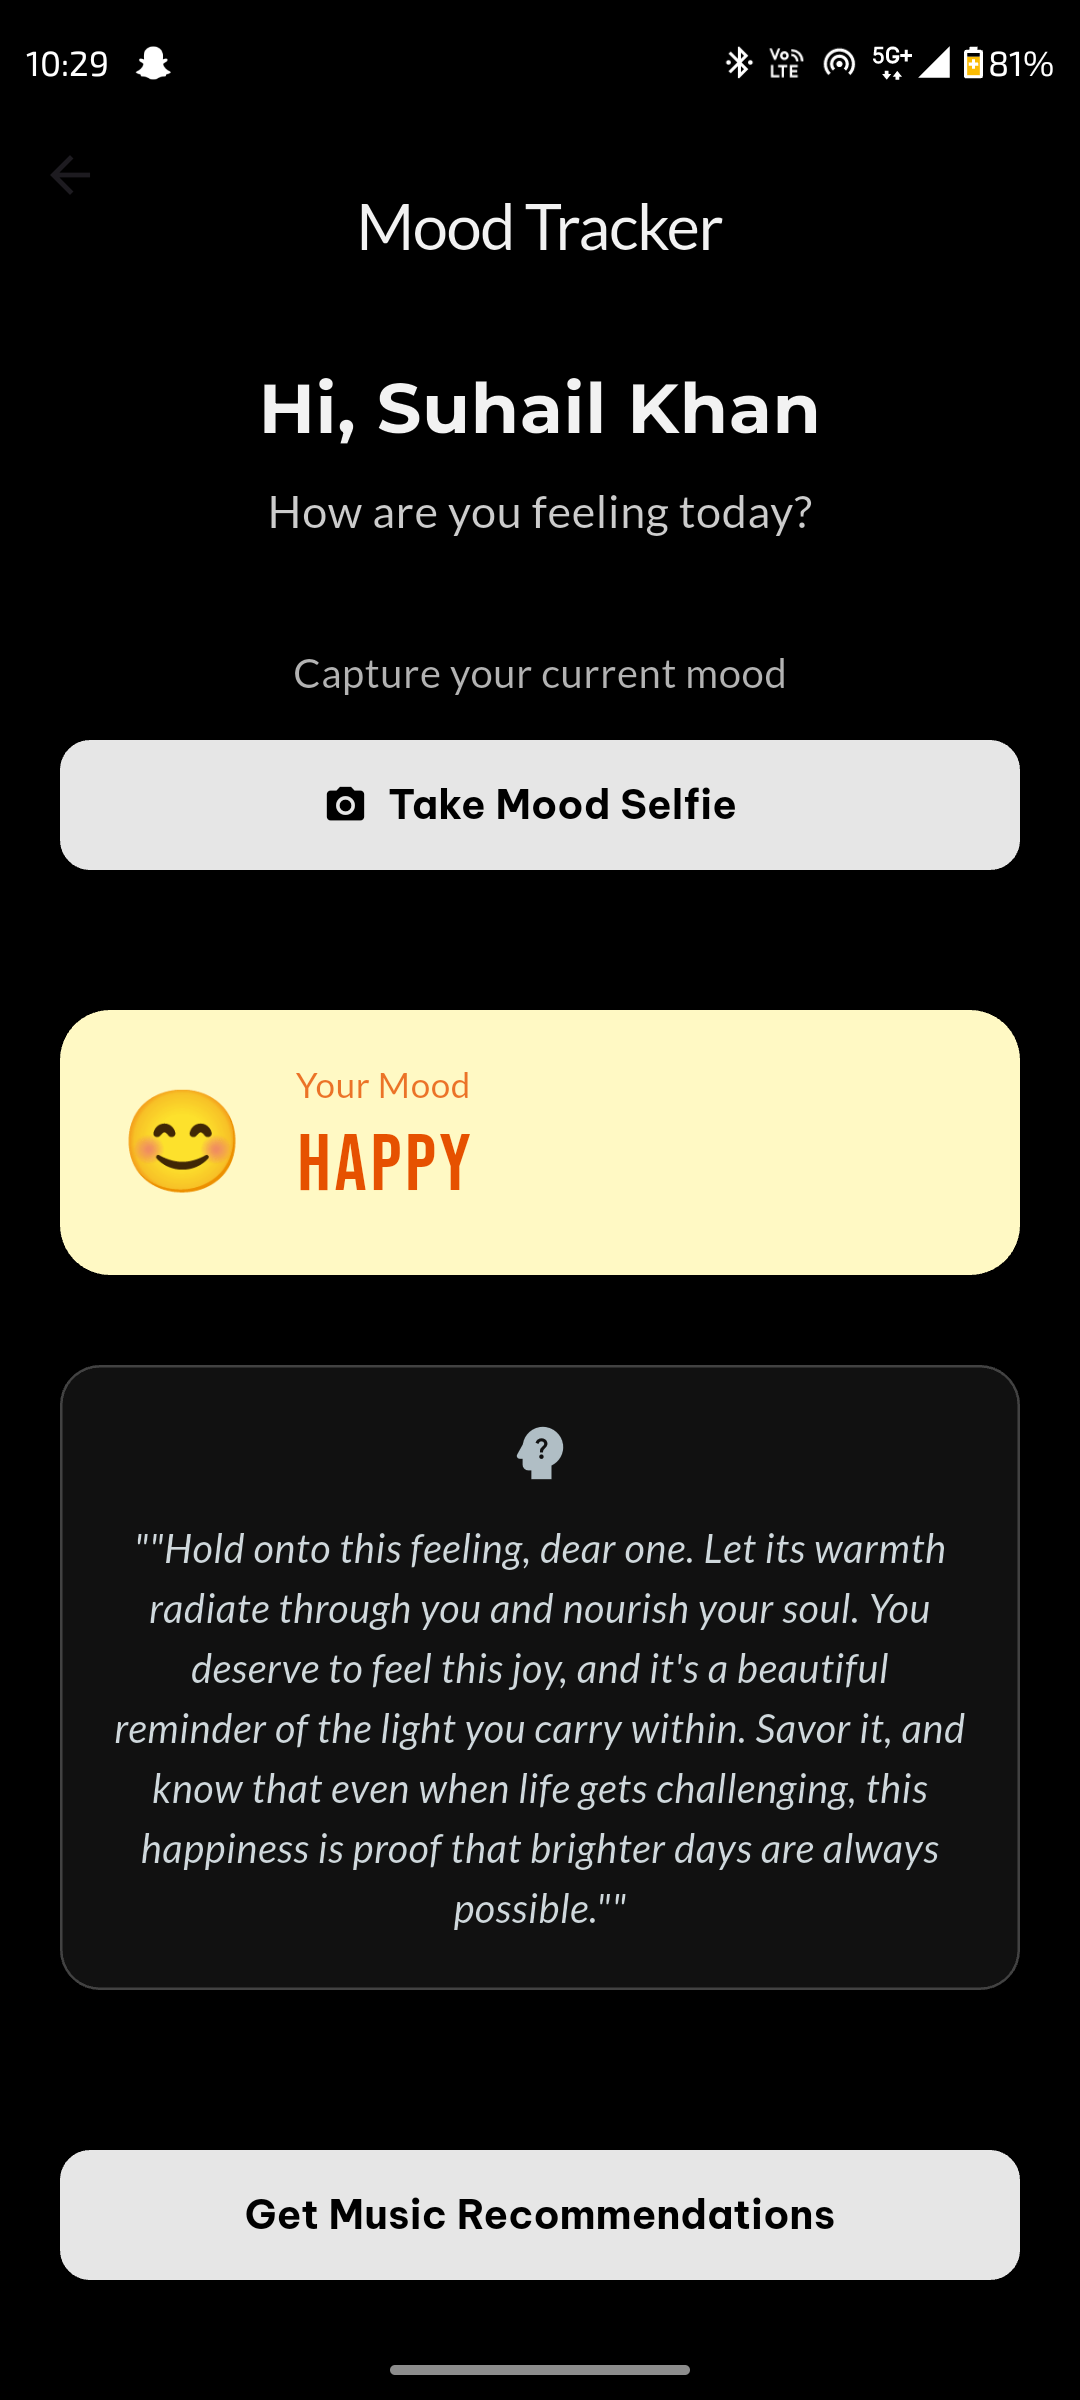 10:29
Vo LTE 5G+ 81%
Mood Tracker
Hi, Suhail Khan
How are you feeling today?
Capture your current mood
Take Mood Selfie
Your Mood
HAPPY
?
""Hold onto this feeling, dear one. Let its warmth
radiate through you and nourish your soul. You
deserve to feel this joy, and it's a beautiful
reminder of the light you carry within. Savor it, and
know that even when life gets challenging, this
happiness is proof that brighter days are always
possible.""
Get Music Recommendations